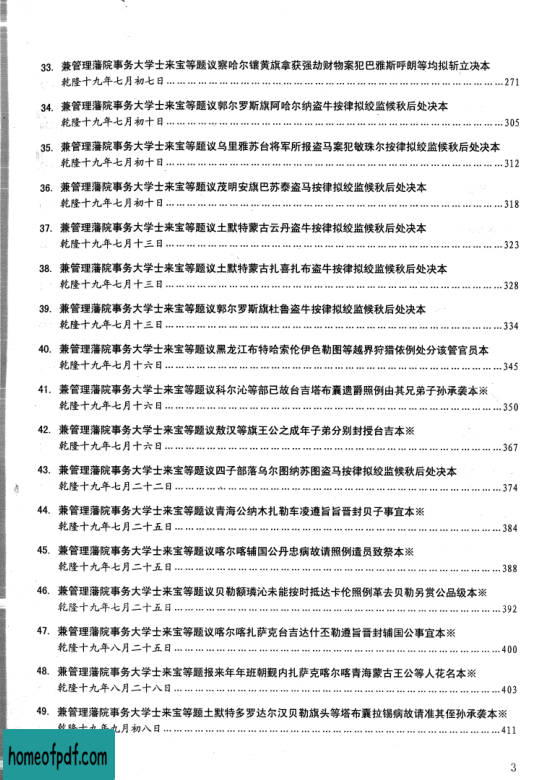 33. 兼管理藩院事务大学士来宝等题议察哈尔镶黄旗拿获强劫财物案犯巴雅斯呼朗等均拟斩立决本
乾隆十九年七月初七日………………271
34. 兼管理藩院事务大学士来宝等题议郭尔罗斯旗阿哈尔纳盗牛按律拟绞监候秋后处决本
乾隆十九年七月初十日………………305
35. 兼管理藩院事务大学士来宝等题议乌里雅苏台将军所报盗马案犯敏珠尔按律拟绞监候秋后处决本
乾隆十九年七月初十日………………312
36. 兼管理藩院事务大学士来宝等题议茂明安旗巴苏泰盗马按律拟绞监候秋后处决本
乾隆十九年七月初十日………………318
37. 兼管理藩院事务大学士来宝等题议土默特蒙古云丹盗牛按律拟绞监候秋后处决本
乾隆十九年七月十三日………………323
38. 兼管理藩院事务大学士来宝等题议土默特蒙古扎喜扎布盗牛按律拟绞监候秋后处决本
乾隆十九年七月十三日………………328
39. 兼管理藩院事务大学士来宝等题议郭尔罗斯旗杜鲁盗牛按律拟绞监候秋后处决本
乾隆十九年七月十三日………………334
40. 兼管理藩院事务大学士来宝等题议黑龙江布特哈索伦伊色勒图等越界狩猎依例处分该管官员本
乾隆十九年七月十六日………………345
41. 兼管理藩院事务大学士来宝等题议科尔沁等部已故台吉塔布囊遗爵照例由其兄弟子孙承袭本※
乾隆十九年七月十六日………………350
42. 兼管理藩院事务大学士来宝等题议敖汉等旗王公之成年子弟分别封授台吉本※
乾隆十九年七月十六日………………367
43. 兼管理藩院事务大学士来宝等题议四子部落乌尔图纳苏图盗马按律拟绞监候秋后处决本
乾隆十九年七月二十二日………………374
44. 兼管理藩院事务大学士来宝等题议青海公纳木扎勒车凌遵旨晋封贝子事宜本※
乾隆十九年七月二十五日………………384
45. 兼管理藩院事务大学士来宝等题议喀尔喀辅国公丹忠病故请照例遣员致祭本※
乾隆十九年七月二十五日………………388
46. 兼管理藩院事务大学士来宝等题议贝勒额璘沁未能按时抵达卡伦照例革去贝勒另赏公品级本※
乾隆十九年七月二十五日………………392
47. 兼管理藩院事务大学士来宝等题议喀尔喀扎萨克台吉达什丕勒遵旨晋封辅国公事宜本※
乾隆十九年八月二十五日………………400
48. 兼管理藩院事务大学士来宝等题报来年年班朝觐内扎萨克喀尔喀青海蒙古王公等人花名本※
乾隆十九年八月二十八日………………403
49. 兼管理藩院事务大学士来宝等题土默特多罗达尔汉贝勒旗头等塔布囊拉锡病故请准其侄孙承袭本※
乾隆十九年九月初八日………………411
homeofpdf.com
3